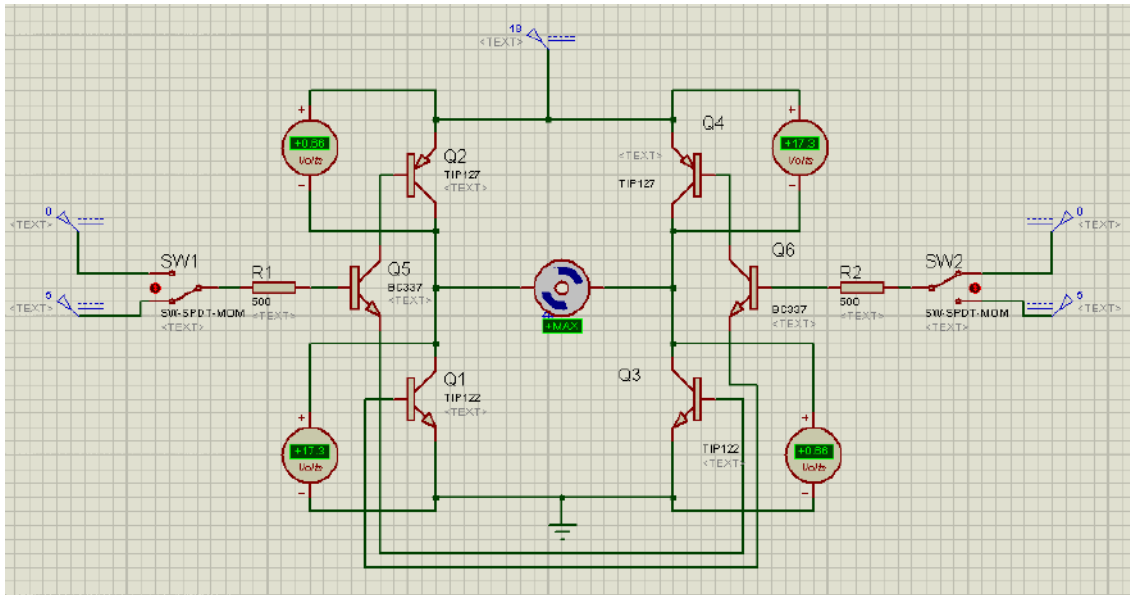 18
<TEXT>
+0.66
Volts
Q2
TIP127
<TEXT>
Q4
<TEXT>
TIP127
+17.3
Volts
0
<TEXT>
5
<TEXT>
SW1
SW-SPDT-MOM
<TEXT>
R1
500
<TEXT>
Q5
BC337
<TEXT>
+MAX
Q6
BC337
<TEXT>
R2
500
<TEXT>
SW2
SW-SPDT-MOM
<TEXT>
0
<TEXT>
5
<TEXT>
+17.3
Volts
Q1
TIP122
<TEXT>
Q3
TIP122
<TEXT>
+0.66
Volts